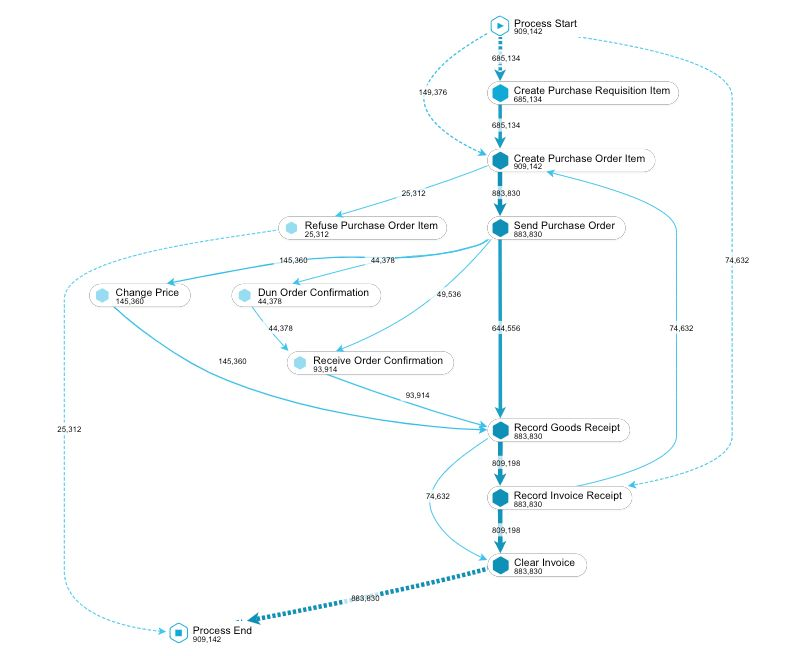 Process Start
909,142
685,134
149,376
Create Purchase Requisition Item
685,134
685,134
Create Purchase Order Item
909,142
25,312
883,830
Refuse Purchase Order Item
25,312
Send Purchase Order
883,830
145,360
44,378
74,632
Change Price
145,360
Dun Order Confirmation
44,378
49,536
44,378
644,556
74,632
145,360
Receive Order Confirmation
93,914
93,914
25,312
Record Goods Receipt
883,830
809,198
74,632
Record Invoice Receipt
883,830
809,198
Clear Invoice
883,830
883,830
Process End
909,142